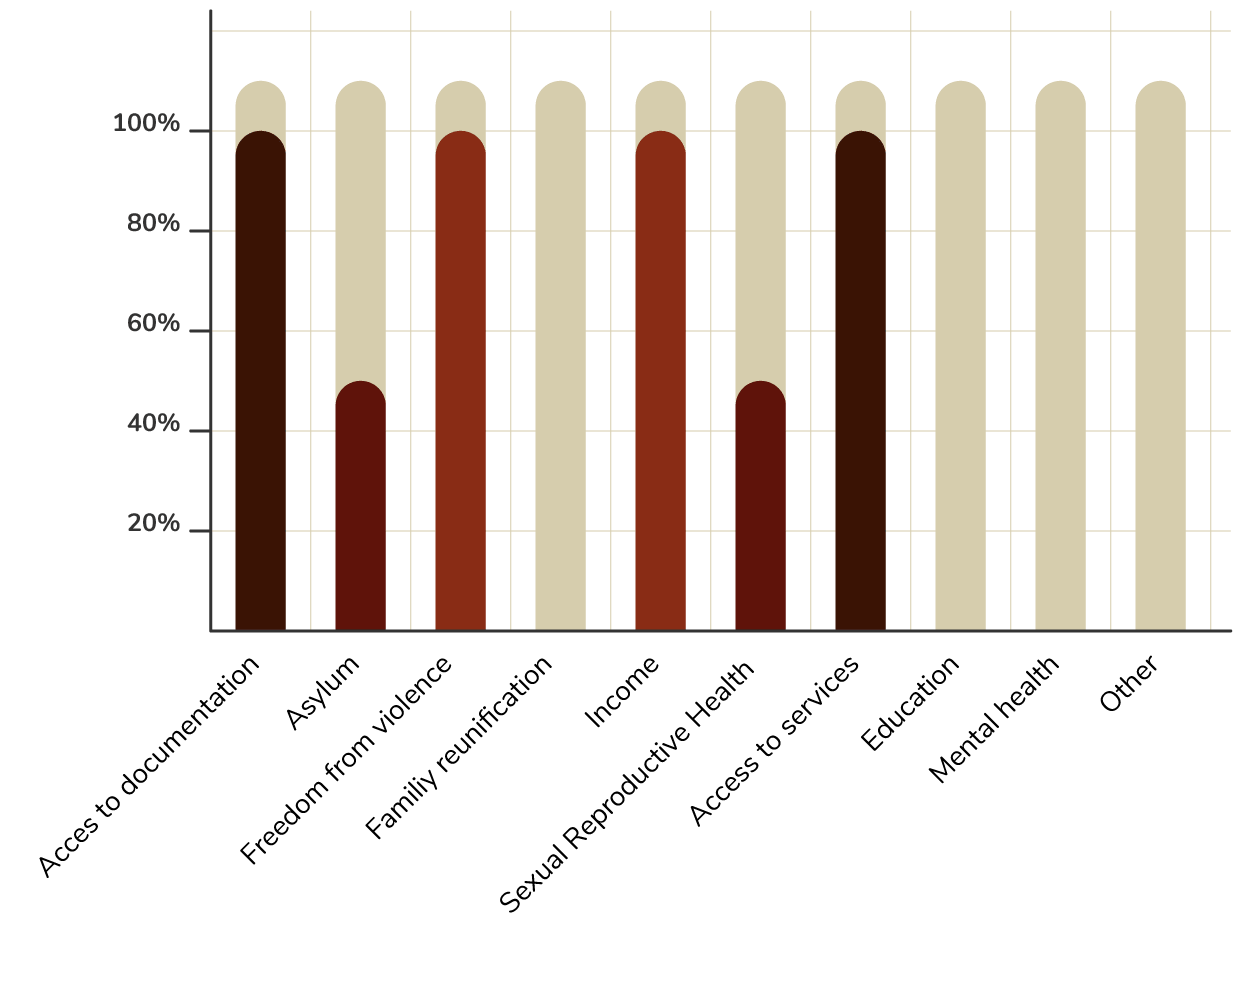 100%
80%
60%
40%
20%
Acces to documentation
Asylum
Freedom from violence
Familiy reunification
Income
Sexual Reproductive Health
Access to services
Education
Mental health
Other